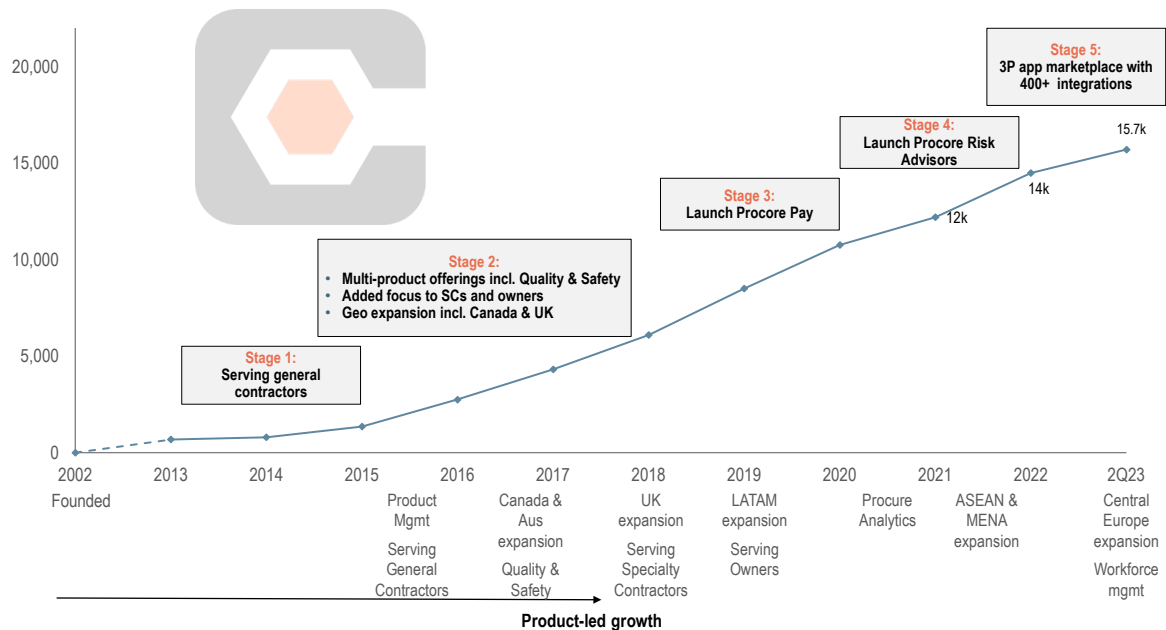 Stage 5:
3P app marketplace with
400+ integrations
20,000
Stage 4:
Launch Procore Risk
Advisors
15.7k
15,000
14k
Stage 3:
Launch Procore Pay
12k
10,000
Stage 2:
• Multi-product offerings incl. Quality & Safety
• Added focus to SCs and owners
• Geo expansion incl. Canada & UK
5,000
Stage 1:
Serving general
contractors
0
2002 2013 2014 2015 2016 2017 2018 2019 2020 2021 2022 2Q23
Founded
Product
Mgmt
Serving
General
Contractors
Canada &
Aus
expansion
Quality &
Safety
UK
expansion
Serving
Specialty
Contractors
LATAM
expansion
Serving
Owners
Procure
Analytics
ASEAN &
MENA
expansion
Central
Europe
expansion
Workforce
mgmt
Product-led growth